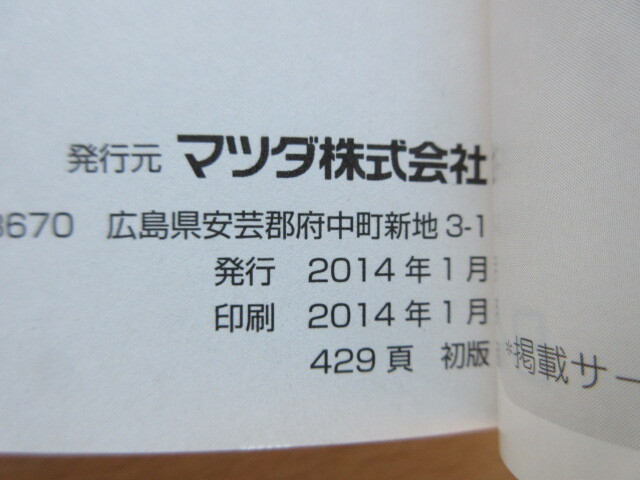 発行元 マツダ株式会社
3670 広島県安芸郡府中町新地 3-1
発行 2014 年 1 月
印刷 2014 年 1 月
429 頁 初版
※掲載サー